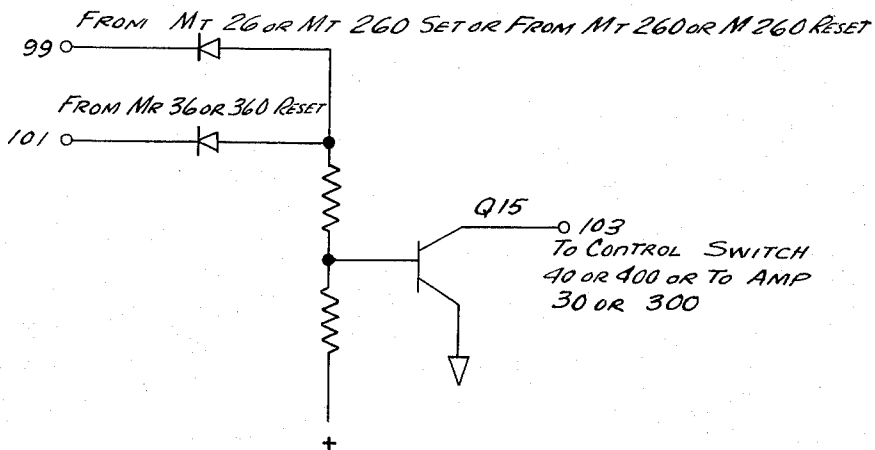 FROM MT 26 OR MT 260 SET OR FROM MT 260 OR M 260 RESET
99
FROM MR 36 OR 360 RESET
101
Q15
103
TO CONTROL SWITCH
40 OR 400 OR TO AMP
30 OR 300
+